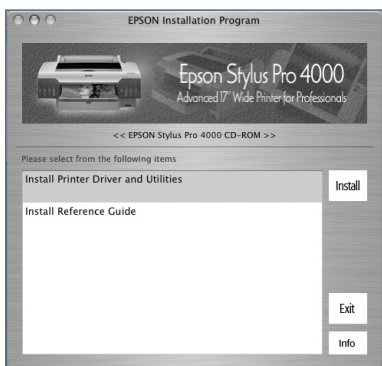 EPSON Installation Program
Epson Stylus Pro 4000
Advanced 17" Wide Printer for Professionals
<< EPSON Stylus Pro 4000 CD-ROM >>
Please select from the following items
Install Printer Driver and Utilities
Install
Install Reference Guide
Exit
Info